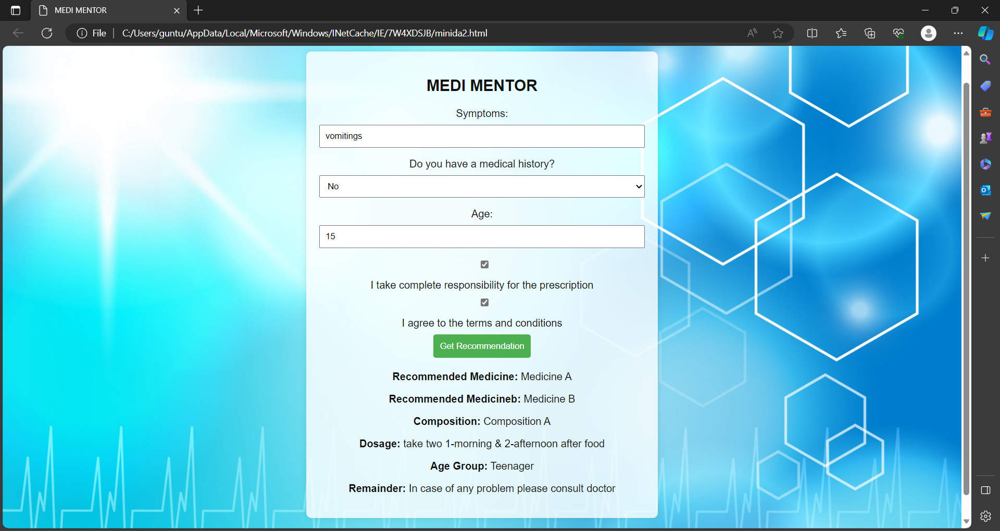 MEDI MENTOR
File
C:/Users/guntu/AppData/Local/Microsoft/Windows/INetCache/IE/7W4XDSJB/minida2.html
MEDI MENTOR
Symptoms:
vomitings
Do you have a medical history?
No
Age:
15
I take complete responsibility for the prescription
I agree to the terms and conditions
Get Recommendation
Recommended Medicine: Medicine A
Recommended Medicineb: Medicine B
Composition: Composition A
Dosage: take two 1-morning & 2-afternoon after food
Age Group: Teenager
Remainder: In case of any problem please consult doctor